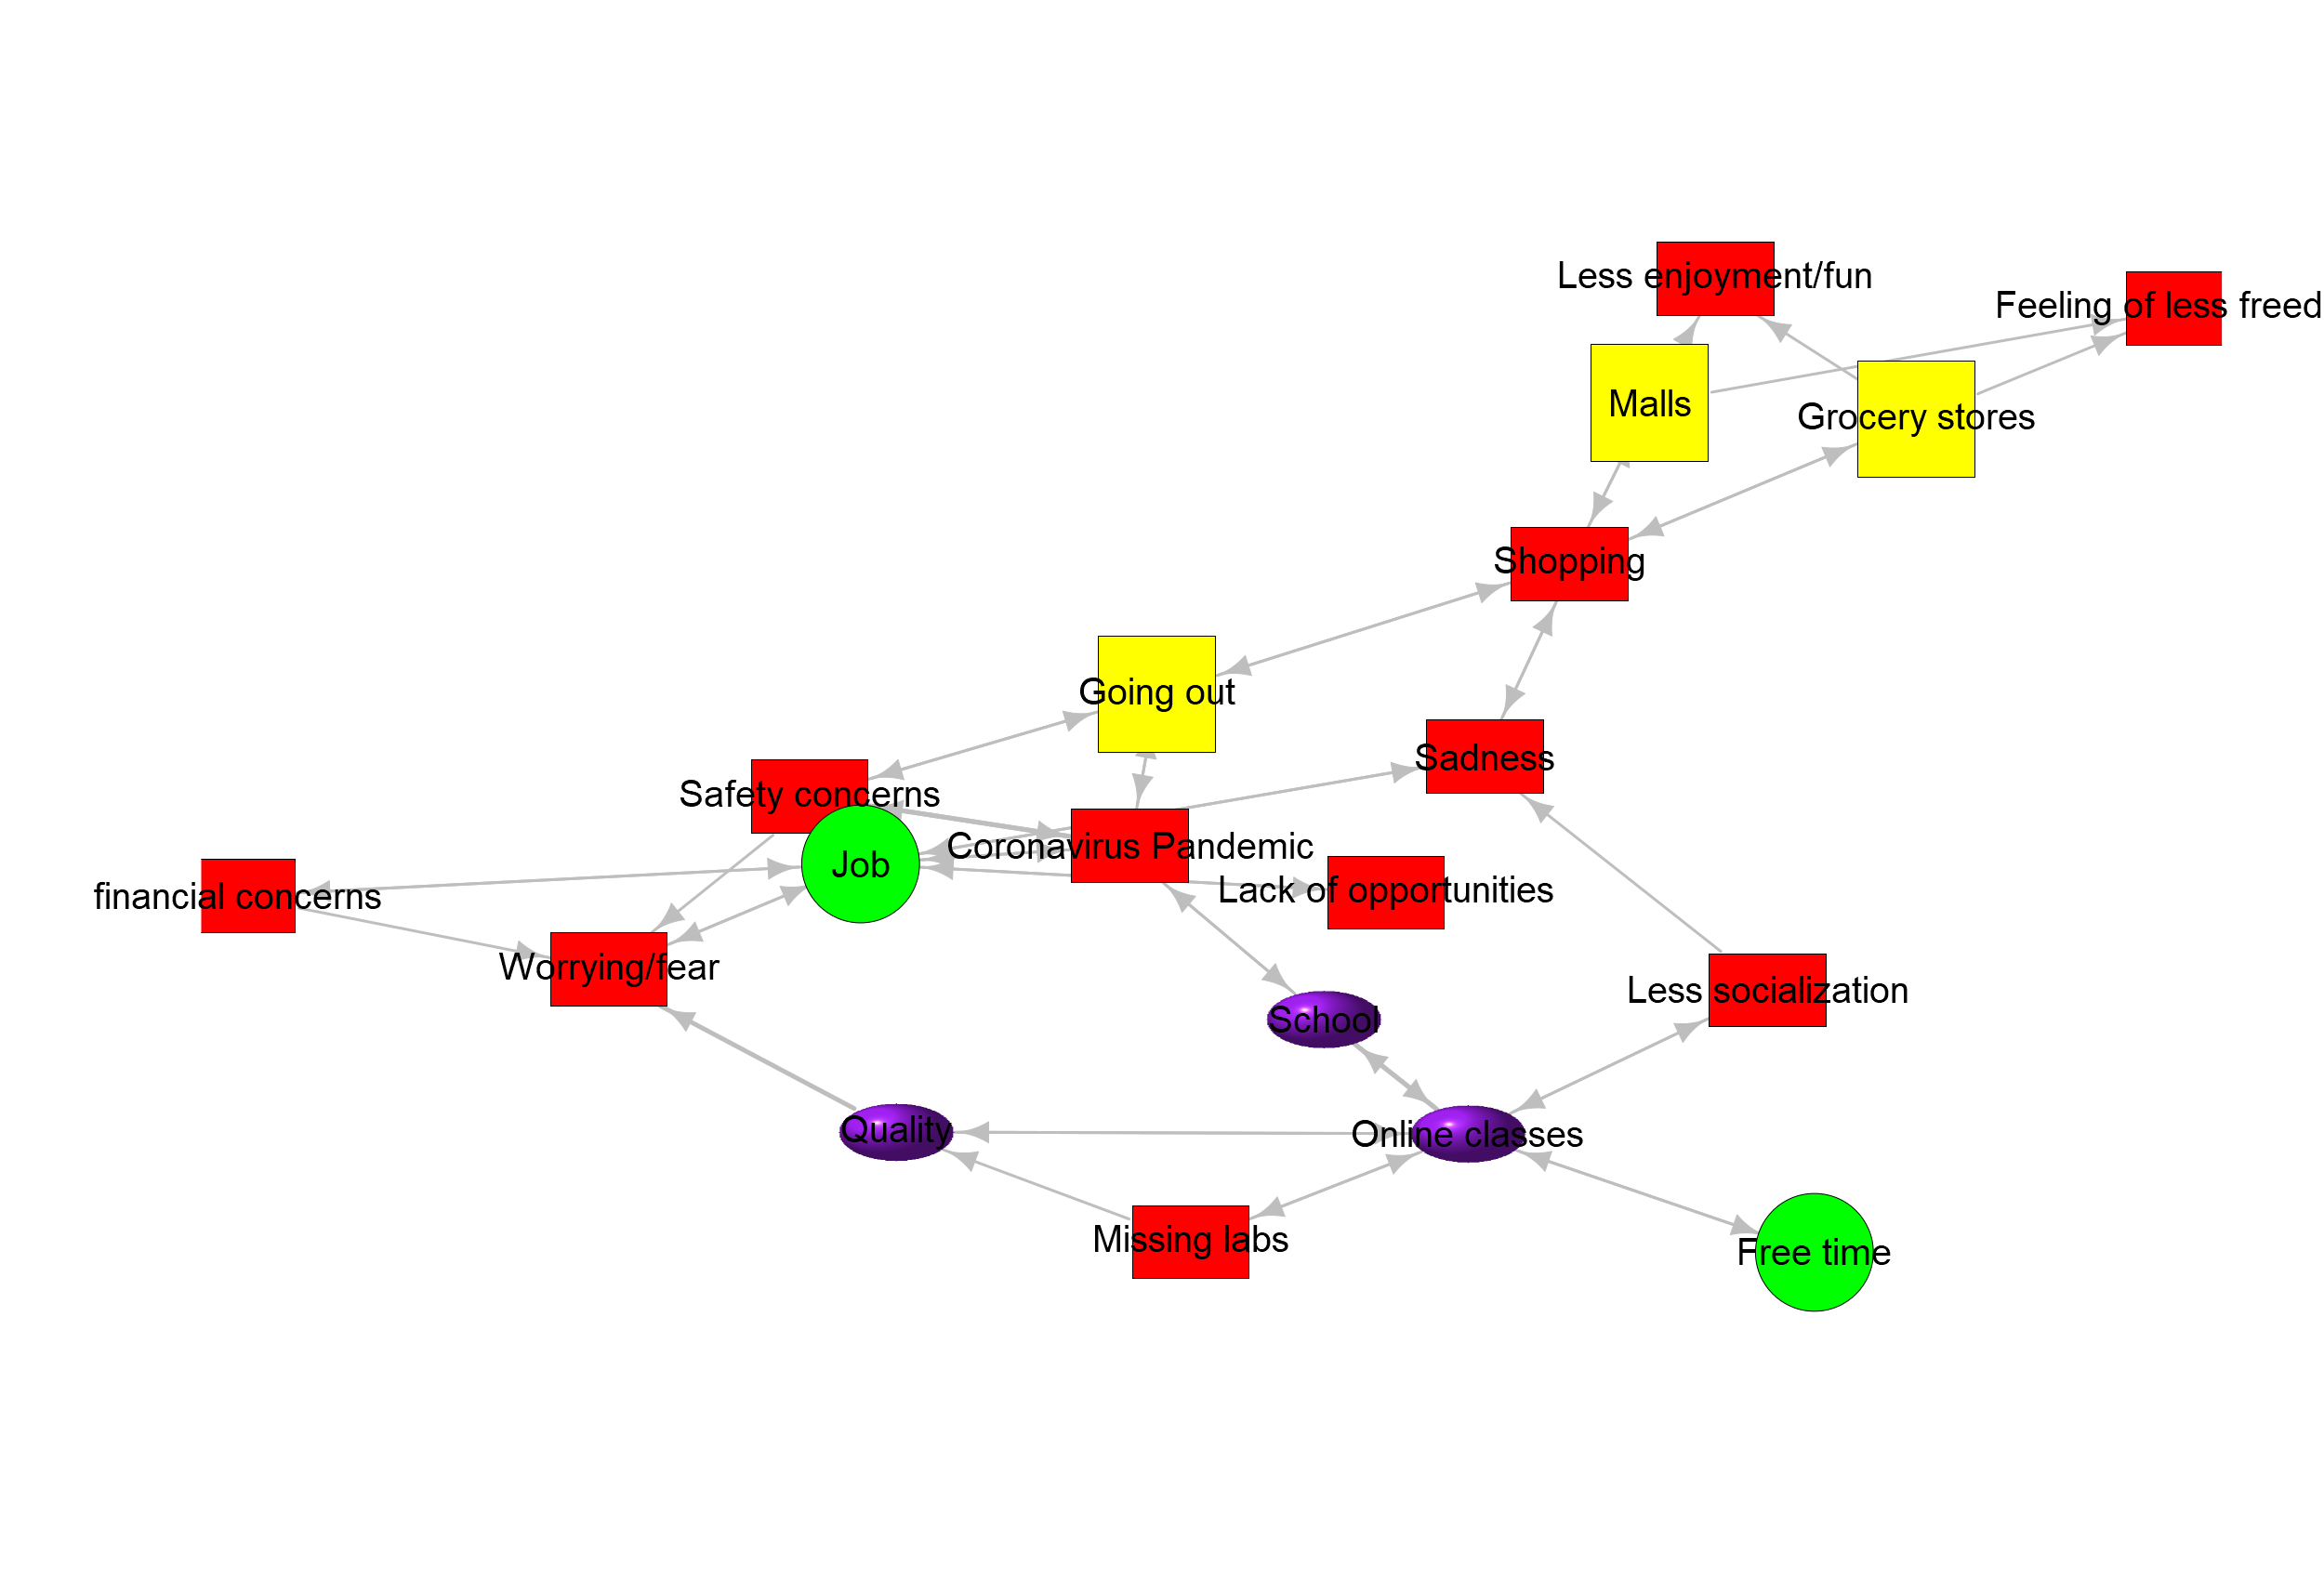 Less enjoyment/fun
Feeling of less freed
Malls
Grocery stores
Shopping
Going out
Sadness
Safety concerns
Coronavirus Pandemic
Job
Lack of opportunities
financial concerns
Worrying/fear
Less socialization
School
Quality
Online classes
Missing labs
Free time